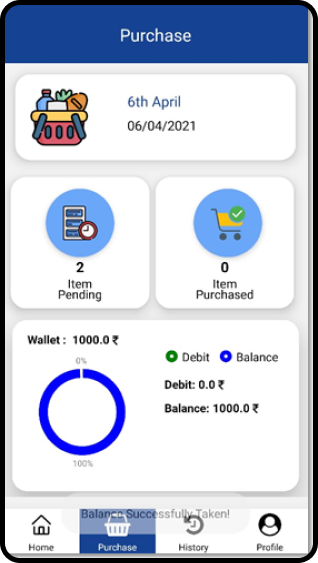 Purchase
6th April
06/04/2021
2
Item
Pending
0
Item
Purchased
Wallet : 1000.0 ₹
0%
100%
Debit
Balance
Debit: 0.0 ₹
Balance: 1000.0 ₹
Balance Successfully Taken!
Home
Purchase
History
Profile